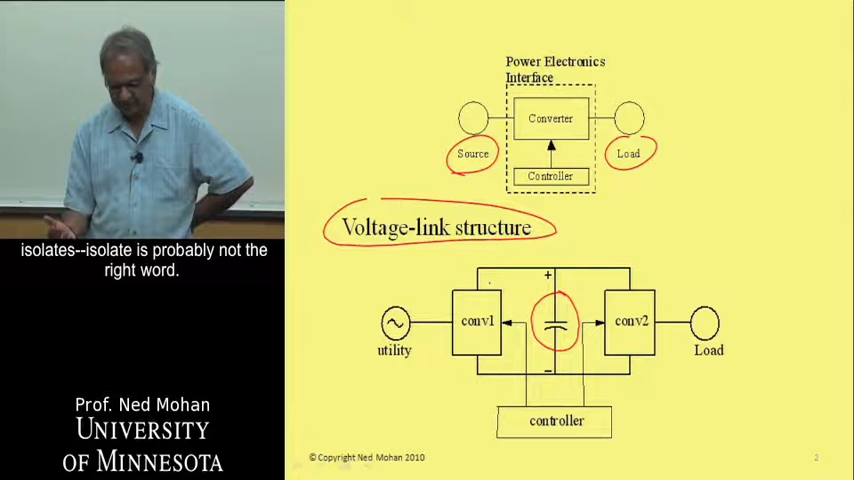 isolates--isolate is probably not the
right word.
Prof. Ned Mohan
UNIVERSITY
OF MINNESOTA
Power Electronics
Interface
Converter
Source
Load
Controller
Voltage-link structure
+
conv1
conv2
utility
Load
–
controller
© Copyright Ned Mohan 2010
2